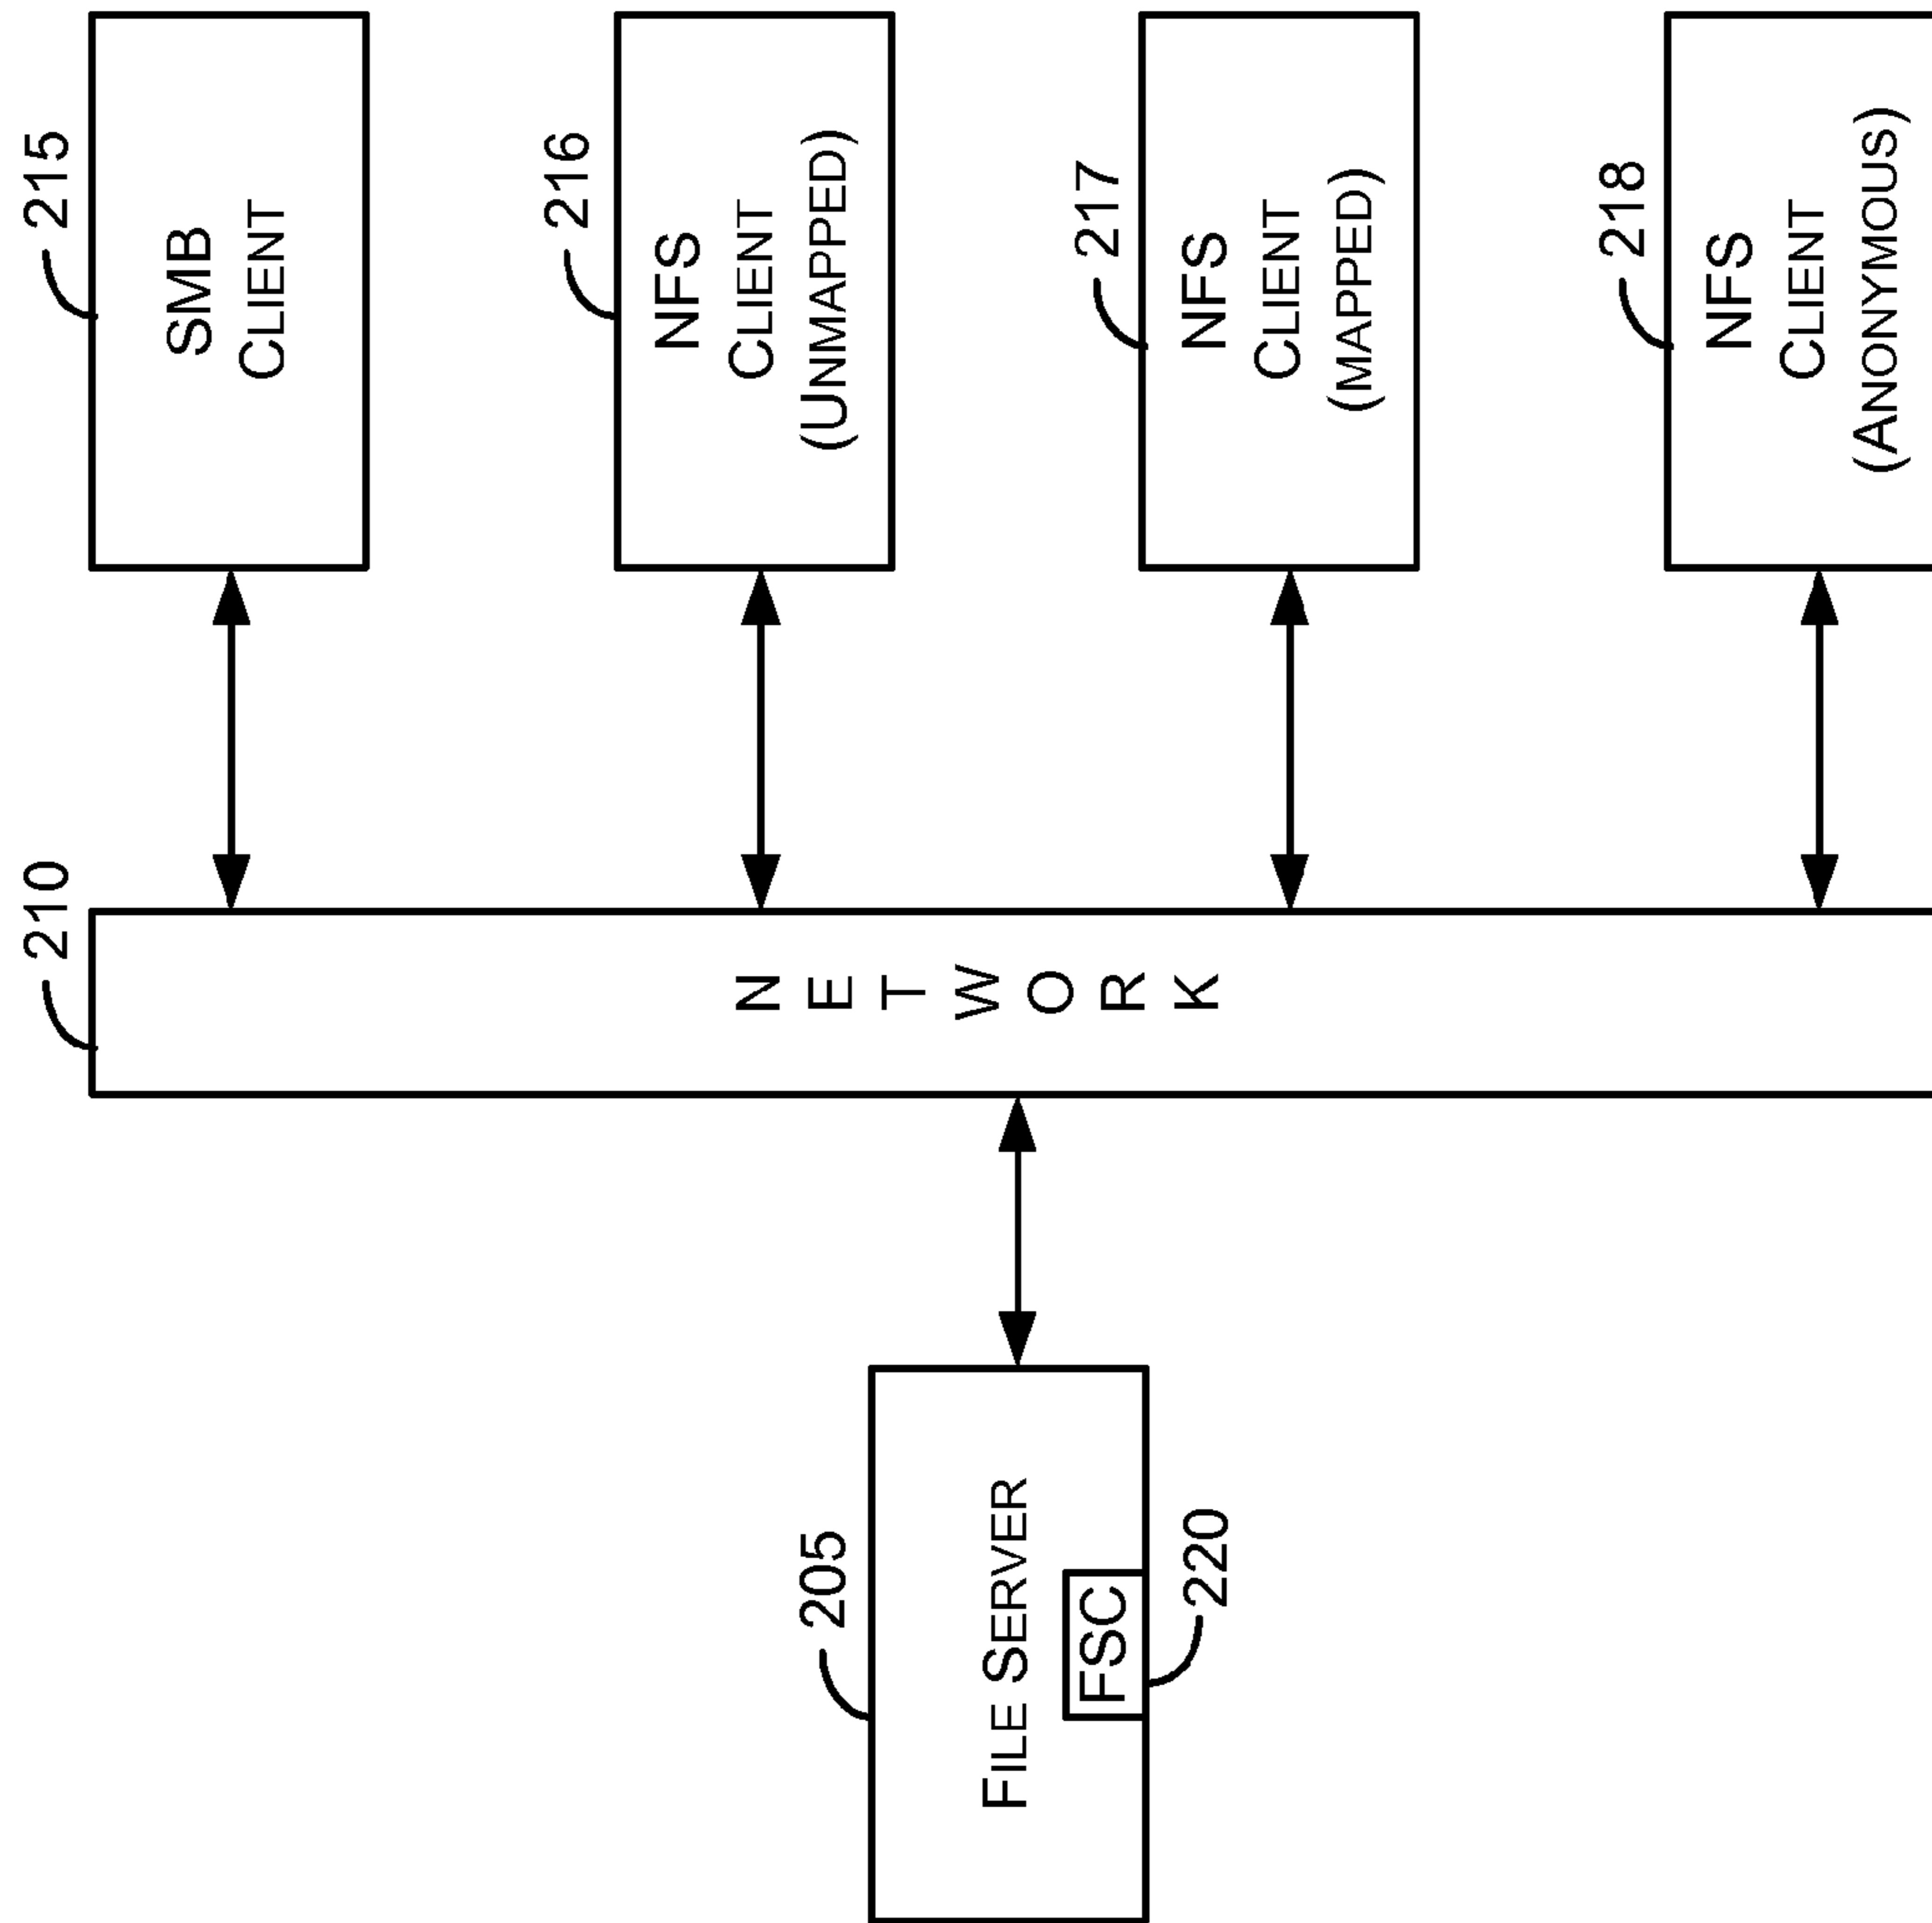 205
FILE SERVER
FSC
220
210
NETWORK
215
SMB
CLIENT
216
NFS
CLIENT
(UNMAPPED)
217
NFS
CLIENT
(MAPPED)
218
NFS
CLIENT
(ANONYMOUS)